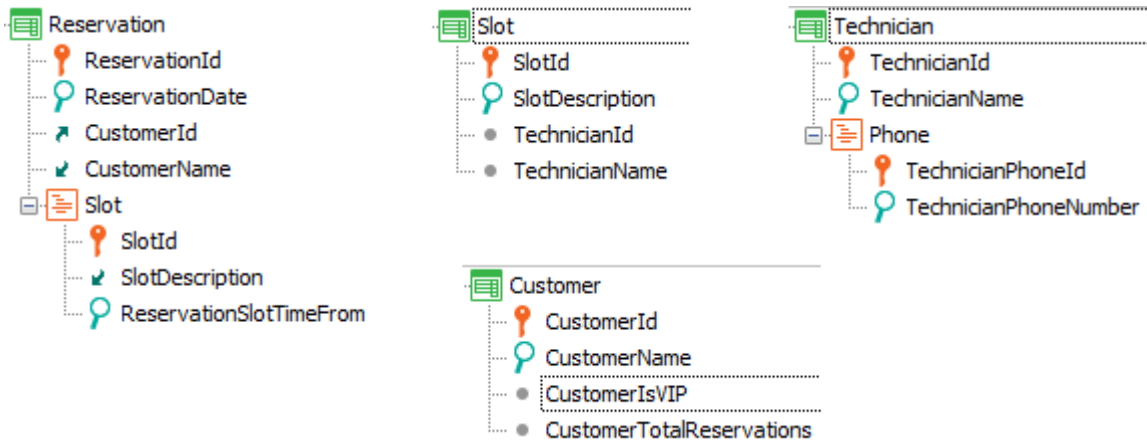 Reservation
ReservationId
ReservationDate
CustomerId
CustomerName
Slot
SlotId
SlotDescription
ReservationSlotTimeFrom
Slot
SlotId
SlotDescription
TechnicianId
TechnicianName
Technician
TechnicianId
TechnicianName
Phone
TechnicianPhoneId
TechnicianPhoneNumber
Customer
CustomerId
CustomerName
CustomerIsVIP
CustomerTotalReservations